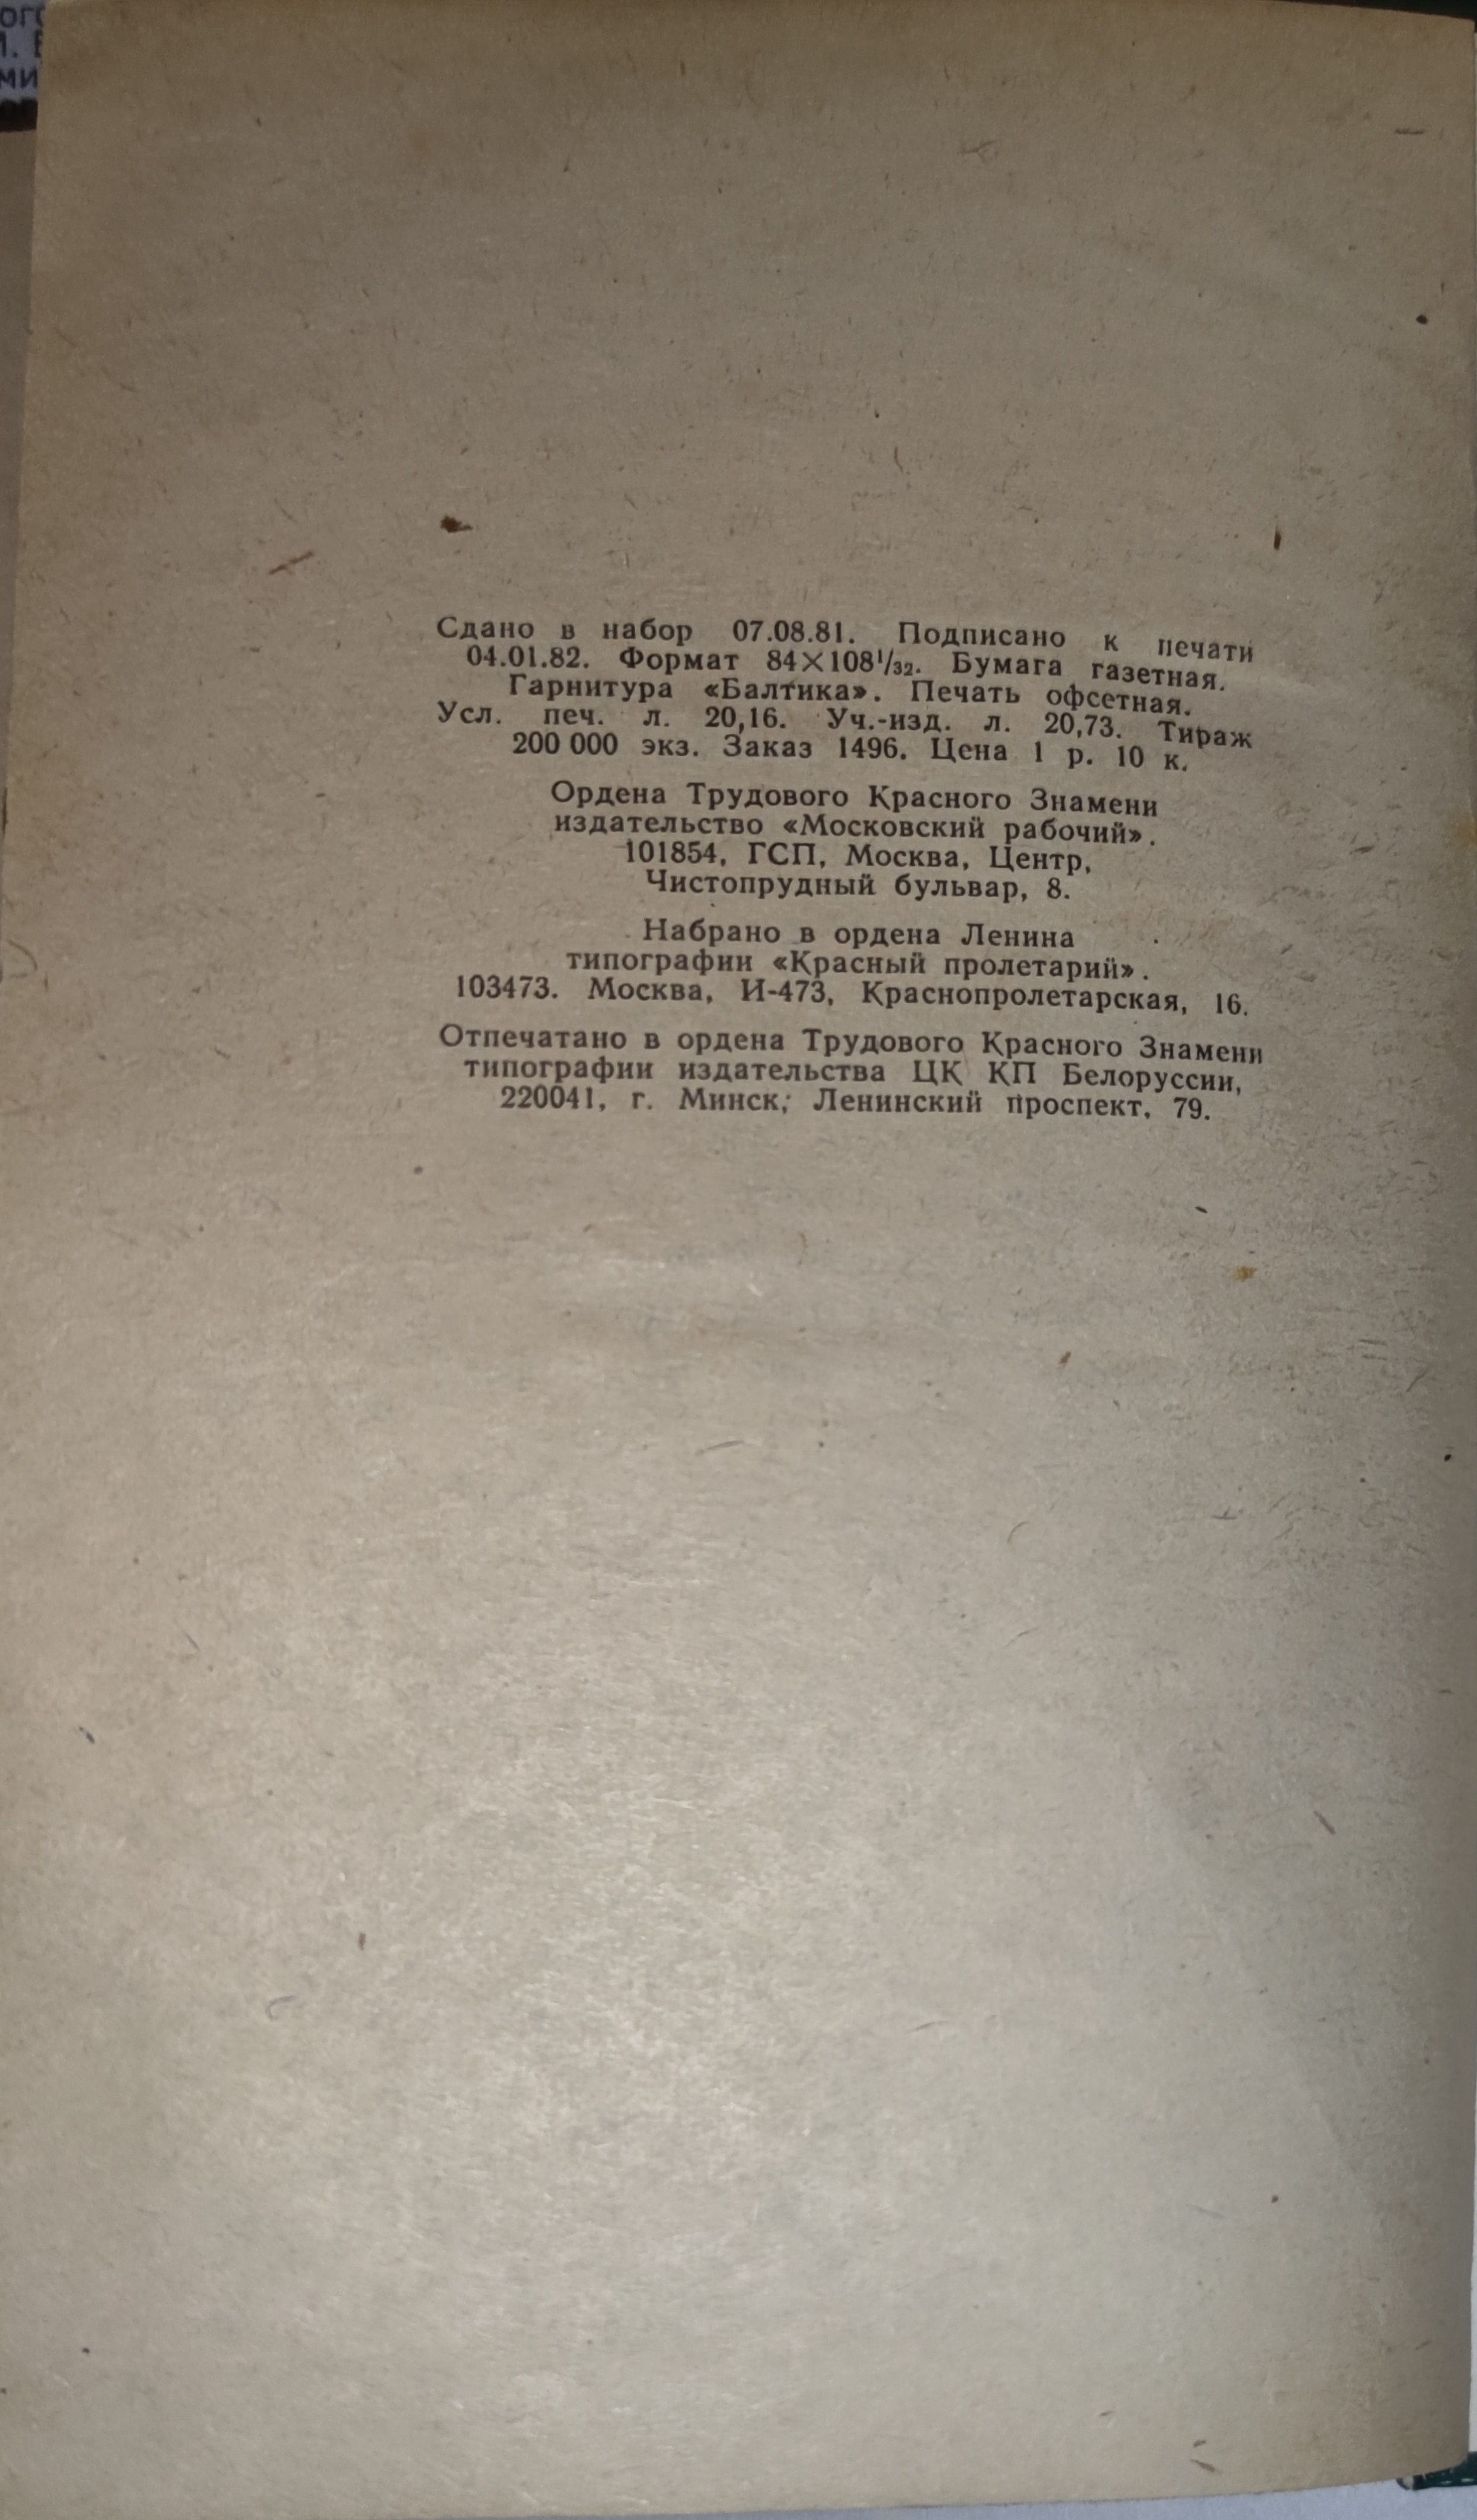 Сдано в набор 07.08.81. Подписано к печати
04.01.82. Формат 84×108¹/₃₂. Бумага газетная.
Гарнитура «Балтика». Печать офсетная.
Усл. печ. л. 20,16. Уч.-изд. л. 20,73. Тираж
200 000 экз. Заказ 1496. Цена 1 р. 10 к.
Ордена Трудового Красного Знамени
издательство «Московский рабочий».
101854, ГСП, Москва, Центр,
Чистопрудный бульвар, 8.
Набрано в ордена Ленина
типографии «Красный пролетарий».
103473. Москва, И-473, Краснопролетарская, 16.
Отпечатано в ордена Трудового Красного Знамени
типографии издательства ЦК КП Белоруссии,
220041, г. Минск, Ленинский проспект, 79.